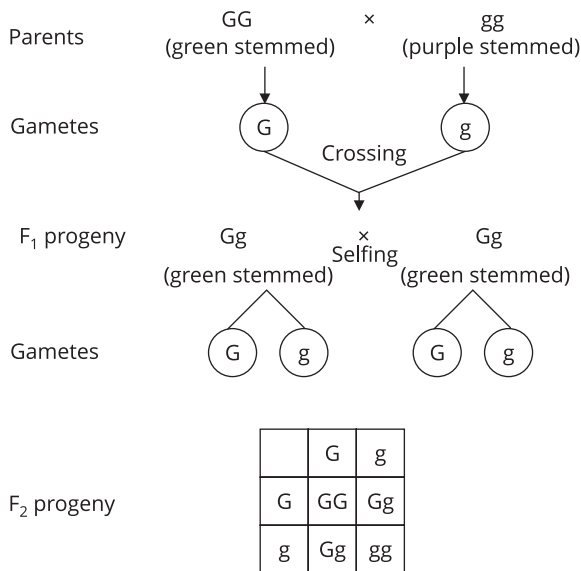 GG × gg
Parents (green stemmed) (purple stemmed)
Gametes G g
Crossing
F₁ progeny Gg × Gg
Selfing
(green stemmed) (green stemmed)
Gametes G g G g
G g
F₂ progeny G GG Gg
g Gg gg